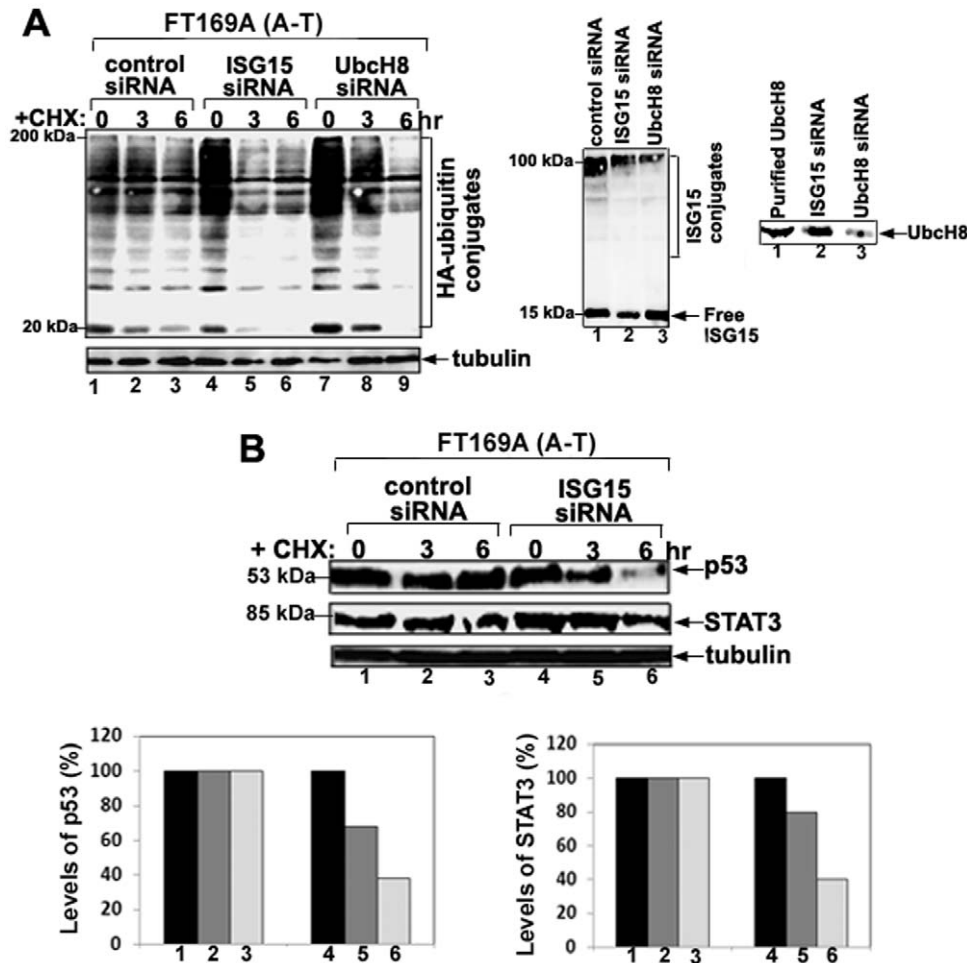 A
FT169A (A-T)
control siRNA
ISG15 siRNA
UbcH8 siRNA
+CHX: 0 3 6 0 3 6 0 3 6 hr
200 kDa
20 kDa
HA-ubiquitin conjugates
tubulin
1 2 3 4 5 6 7 8 9
control siRNA
ISG15 siRNA
UbcH8 siRNA
100 kDa
15 kDa
ISG15 conjugates
Free ISG15
1 2 3
Purified UbcH8
ISG15 siRNA
UbcH8 siRNA
UbcH8
1 2 3
B
FT169A (A-T)
control siRNA
ISG15 siRNA
+ CHX: 0 3 6 0 3 6 hr
53 kDa
p53
85 kDa
STAT3
tubulin
1 2 3 4 5 6
Levels of p53 (%)
120
100
80
60
40
20
0
1 2 3 4 5 6
Levels of STAT3 (%)
120
100
80
60
40
20
0
1 2 3 4 5 6